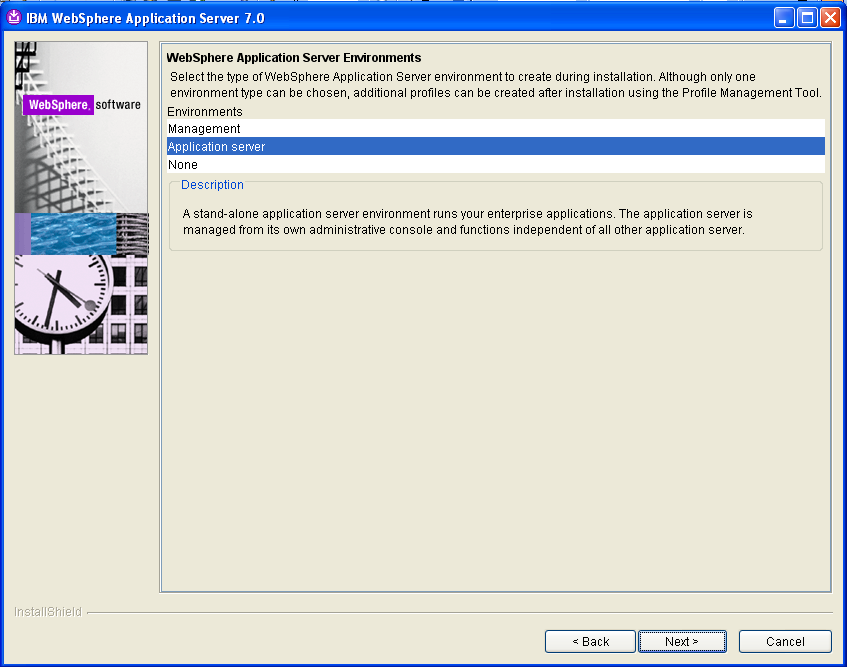 IBM WebSphere Application Server 7.0
WebSphere. software
WebSphere Application Server Environments
Select the type of WebSphere Application Server environment to create during installation. Although only one
environment type can be chosen, additional profiles can be created after installation using the Profile Management Tool.
Environments
Management
Application server
None
Description
A stand-alone application server environment runs your enterprise applications. The application server is
managed from its own administrative console and functions independent of all other application server.
InstallShield
< Back
Next >
Cancel